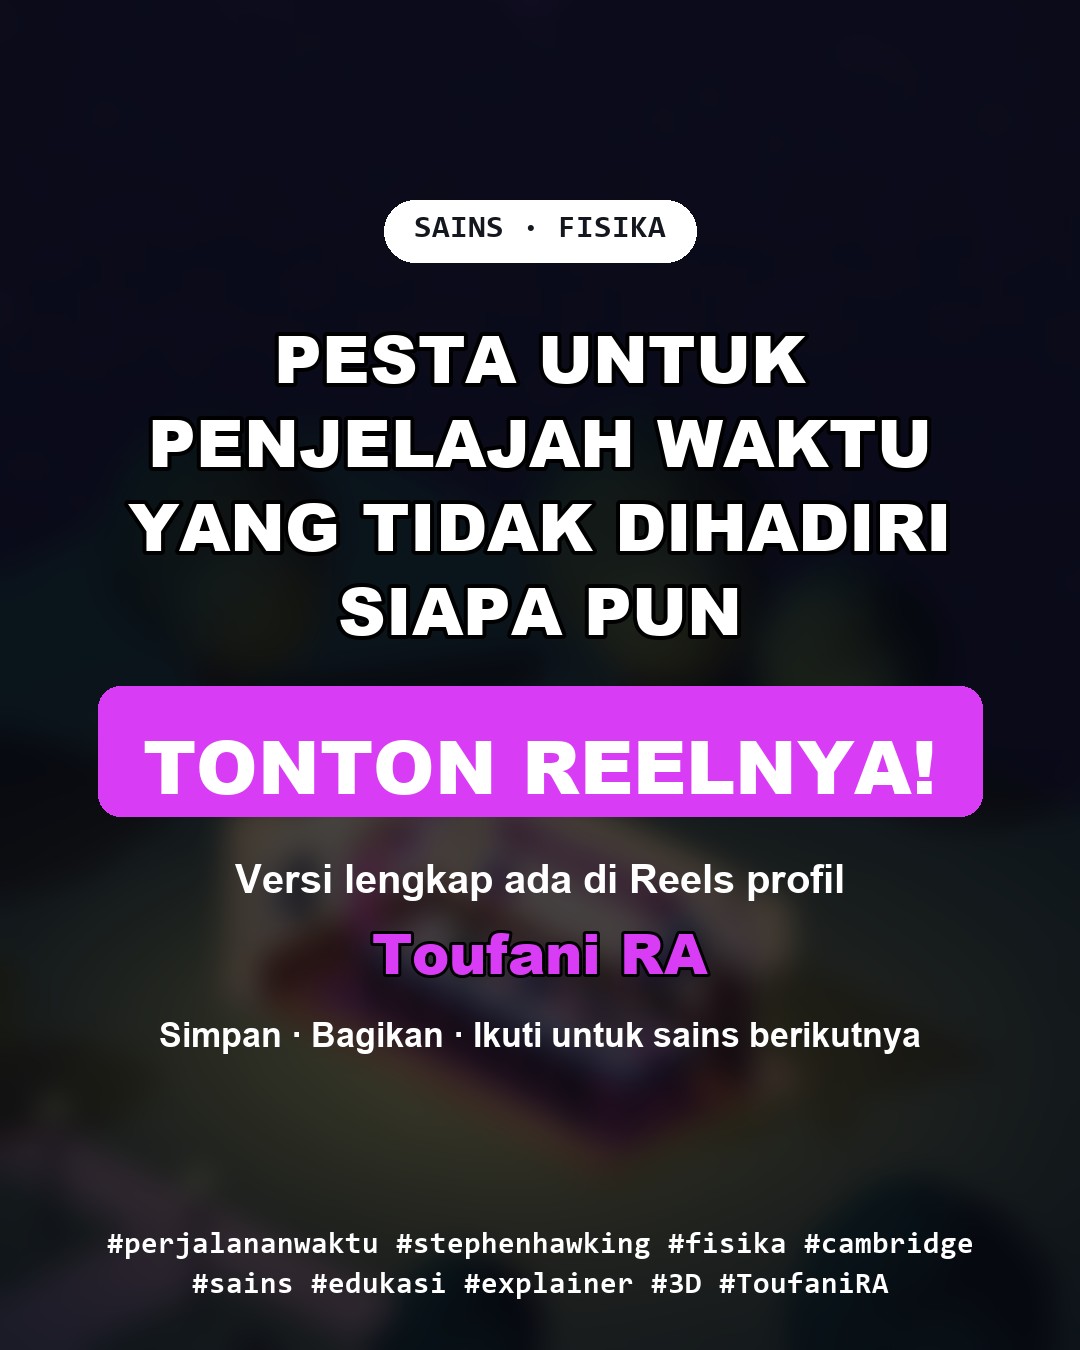 SAINS · FISIKA
PESTA UNTUK
PENJELAJAH WAKTU
YANG TIDAK DIHADIRI
SIAPA PUN
TONTON REELNYA!
Versi lengkap ada di Reels profil
Toufani RA
Simpan · Bagikan · Ikuti untuk sains berikutnya
#perjalananwaktu #stephenhawking #fisika #cambridge
#sains #edukasi #explainer #3D #ToufaniRA